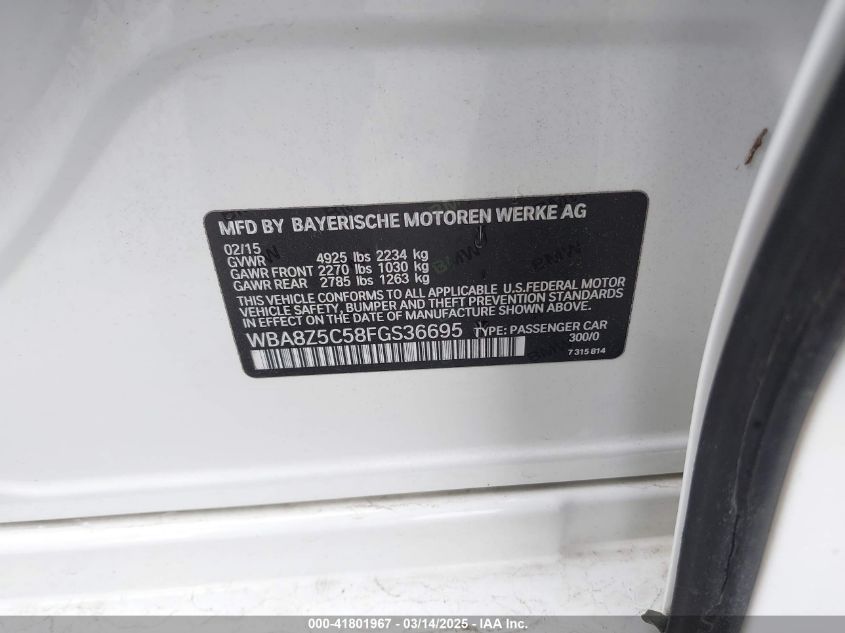 MFD BY BAYERISCHE MOTOREN WERKE AG
02/15
GVWR 4925 lbs 2234 kg
GAWR FRONT 2270 lbs 1030 kg
GAWR REAR 2785 lbs 1263 kg
THIS VEHICLE CONFORMS TO ALL APPLICABLE U.S.FEDERAL MOTOR
VEHICLE SAFETY, BUMPER AND THEFT PREVENTION STANDARDS
IN EFFECT ON THE DATE OF MANUFACTURE SHOWN ABOVE.
WBA8Z5C58FGS36695 TYPE: PASSENGER CAR
300/0
7 315 814
BMW
BMW
000-41801967 - 03/14/2025 - IAA Inc.